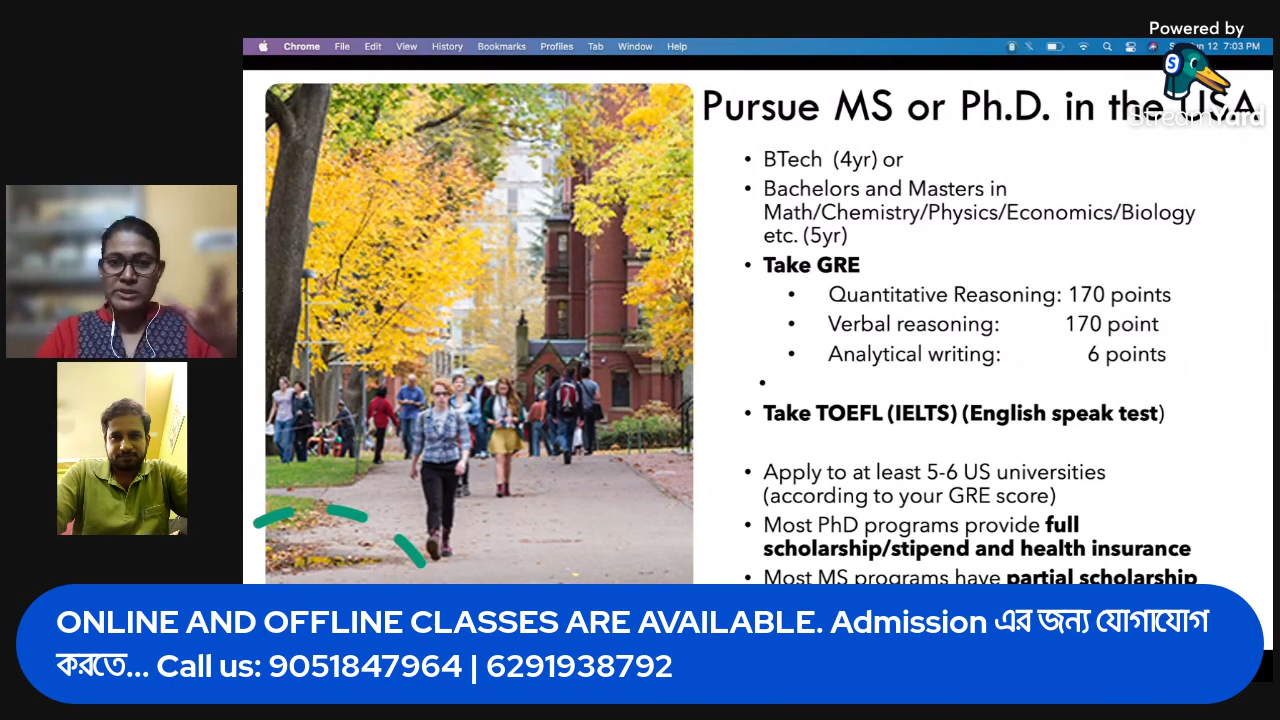 Powered by
StreamYard
Chrome File Edit View History Bookmarks Profiles Tab Window Help
12 7:03 PM
Pursue MS or Ph.D. in the USA
• BTech (4yr) or
• Bachelors and Masters in
Math/Chemistry/Physics/Economics/Biology
etc. (5yr)
• Take GRE
• Quantitative Reasoning: 170 points
• Verbal reasoning: 170 point
• Analytical writing: 6 points
•
• Take TOEFL (IELTS) (English speak test)
• Apply to at least 5-6 US universities
(according to your GRE score)
• Most PhD programs provide full
scholarship/stipend and health insurance
• Most MS programs have partial scholarship
ONLINE AND OFFLINE CLASSES ARE AVAILABLE. Admission এর জন্য যোগাযোগ
করতে... Call us: 9051847964 | 6291938792